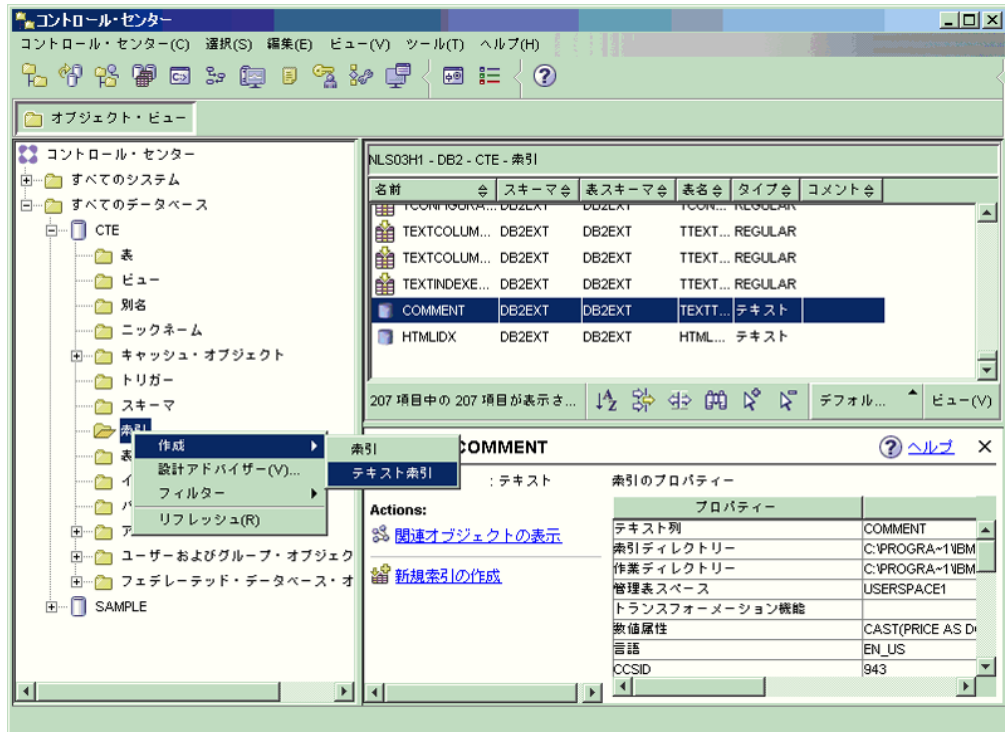 コントロール・センター
コントロール・センター(C) 選択(S) 編集(E) ビュー(V) ツール(T) ヘルプ(H)
オブジェクト・ビュー
コントロール・センター
すべてのシステム
すべてのデータベース
CTE
表
ビュー
別名
ニックネーム
キャッシュ・オブジェクト
トリガー
スキーマ
索引
表
イ
パ
ア
ユーザーおよびグループ・オブジェク
フェデレーテッド・データベース・オ
SAMPLE
作成
設計アドバイザー(V)...
フィルター
リフレッシュ(R)
索引
テキスト索引
NLS03H1 - DB2 - CTE - 索引
名前 スキーマ 表スキーマ 表名 タイプ コメント
TCONFIGURA... DB2EXT DB2EXT TCON... REGULAR
TEXTCOLUM... DB2EXT DB2EXT TTEXT... REGULAR
TEXTCOLUM... DB2EXT DB2EXT TTEXT... REGULAR
TEXTINDEXE... DB2EXT DB2EXT TTEXT... REGULAR
COMMENT DB2EXT DB2EXT TEXTT... テキスト
HTMLIDX DB2EXT DB2EXT HTML... テキスト
207 項目中の 207 項目が表示さ... デフォル... ビュー(V)
COMMENT ヘルプ
: テキスト
Actions:
関連オブジェクトの表示
新規索引の作成
索引のプロパティー
プロパティー
テキスト列 COMMENT
索引ディレクトリー C:\PROGRA~1\IBM
作業ディレクトリー C:\PROGRA~1\IBM
管理表スペース USERSPACE1
トランスフォーメーション機能
数値属性 CAST(PRICE AS D
言語 EN_US
CCSID 943